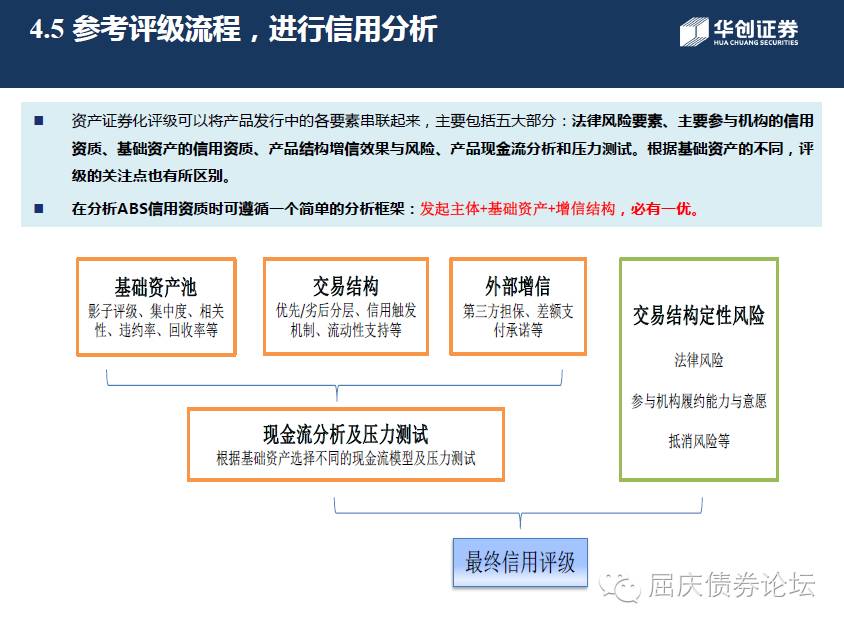 4.5 参考评级流程，进行信用分析
华创证券
HUA CHUANG SECURITIES
■ 资产证券化评级可以将产品发行中的各要素串联起来，主要包括五大部分：法律风险要素、主要参与机构的信用
资质、基础资产的信用资质、产品结构增信效果与风险、产品现金流分析和压力测试。根据基础资产的不同，评
级的关注点也有所区别。
■ 在分析ABS信用资质时可遵循一个简单的分析框架：发起主体+基础资产+增信结构，必有一优。
基础资产池
影子评级、集中度、相关
性、违约率、回收率等
交易结构
优先/劣后分层、信用触发
机制、流动性支持等
外部增信
第三方担保、差额支
付承诺等
交易结构定性风险
法律风险
参与机构履约能力与意愿
抵消风险等
现金流分析及压力测试
根据基础资产选择不同的现金流模型及压力测试
最终信用评级
屈庆债券论坛